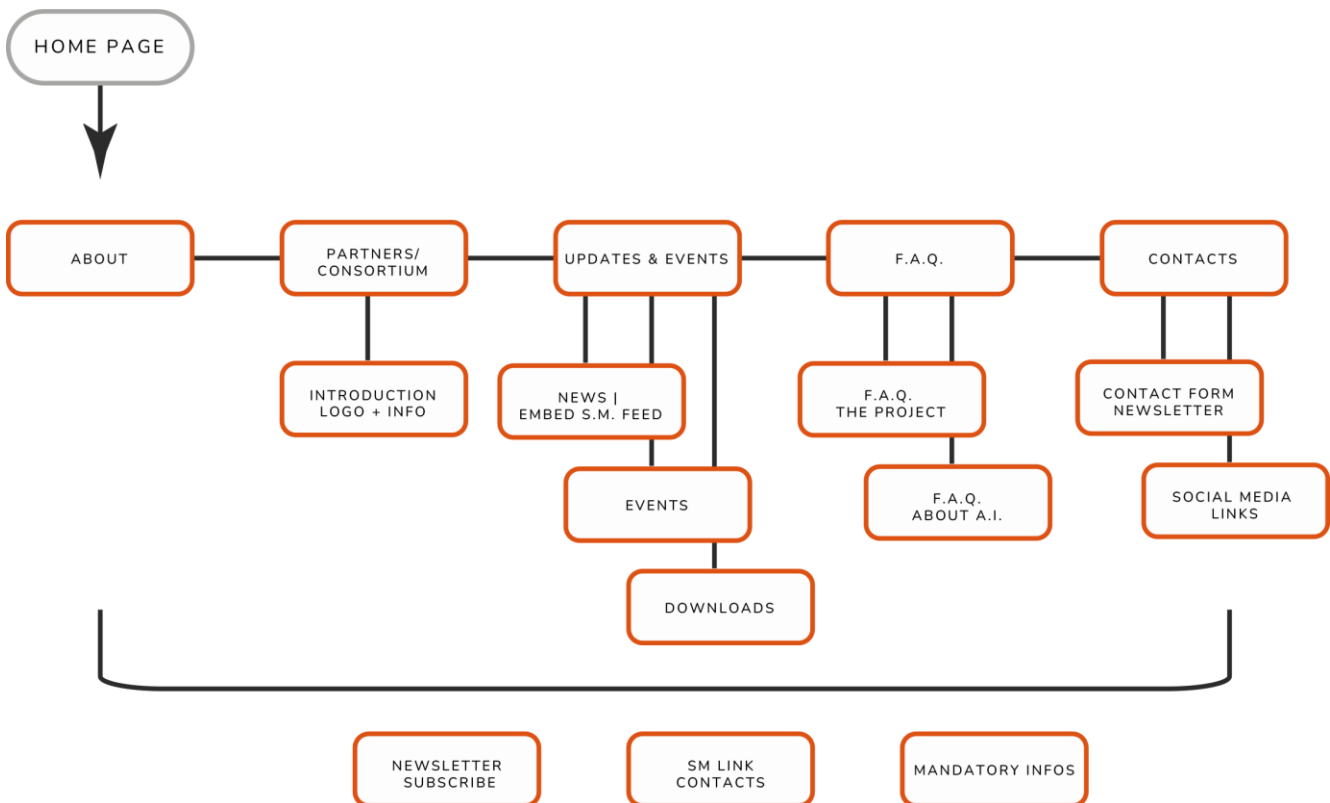 HOME PAGE
ABOUT
PARTNERS/
CONSORTIUM
UPDATES & EVENTS
F.A.Q.
CONTACTS
INTRODUCTION
LOGO + INFO
NEWS |
EMBED S.M. FEED
F.A.Q.
THE PROJECT
CONTACT FORM
NEWSLETTER
EVENTS
F.A.Q.
ABOUT A.I.
SOCIAL MEDIA
LINKS
DOWNLOADS
NEWSLETTER
SUBSCRIBE
SM LINK
CONTACTS
MANDATORY INFOS